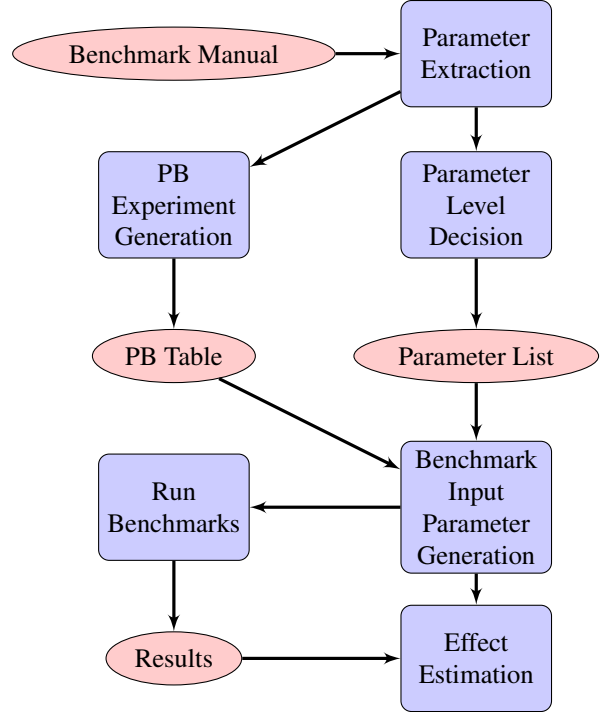 Benchmark Manual
Parameter
Extraction
PB
Experiment
Generation
Parameter
Level
Decision
PB Table
Parameter List
Run
Benchmarks
Benchmark
Input
Parameter
Generation
Results
Effect
Estimation